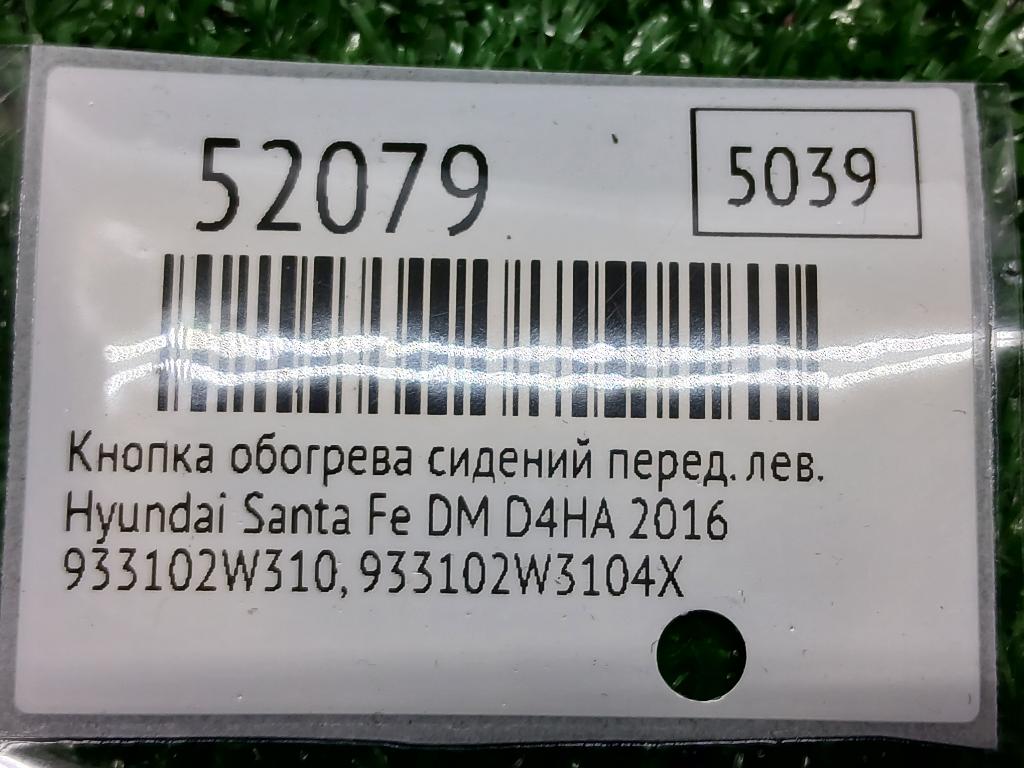 52079
5039
Кнопка обогрева сидений перед. лев.
Hyundai Santa Fe DM D4HA 2016
933102W310, 933102W3104X